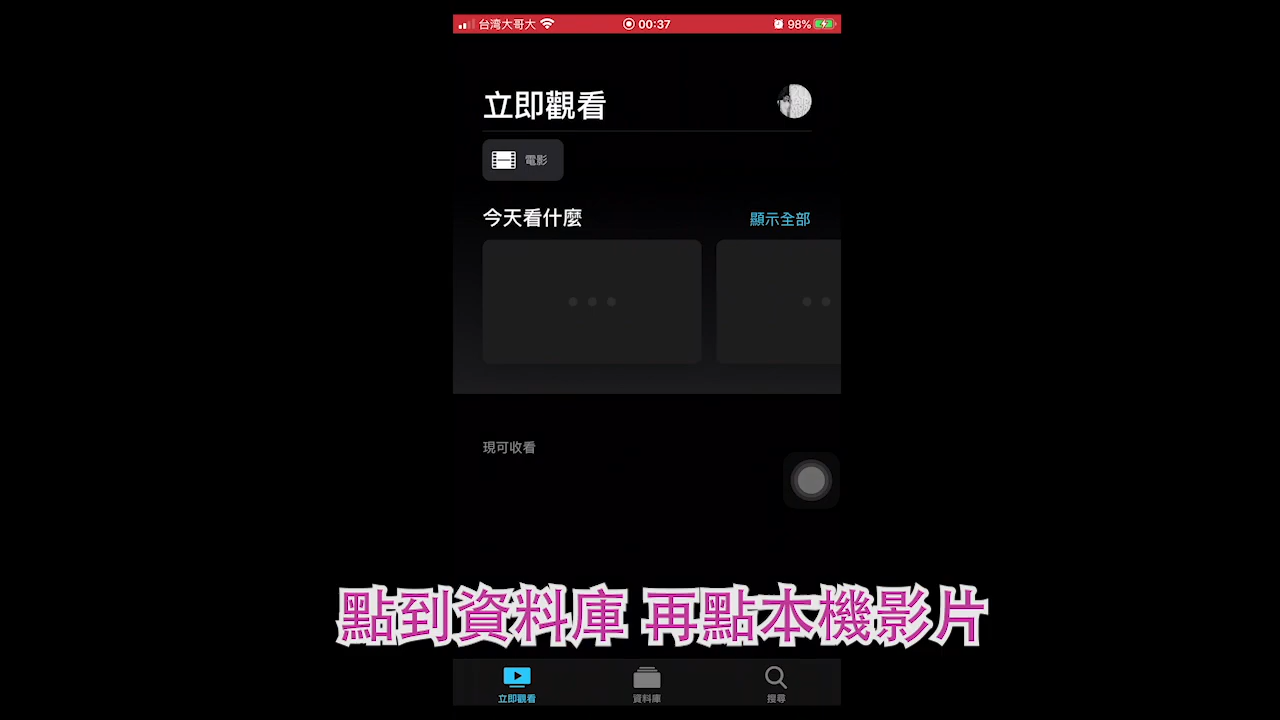 台湾大哥大 00:37 98%
立即觀看
電影
今天看什麼 顯示全部
現可收看
點到資料庫 再點本機影片
立即觀看 資料庫 搜尋